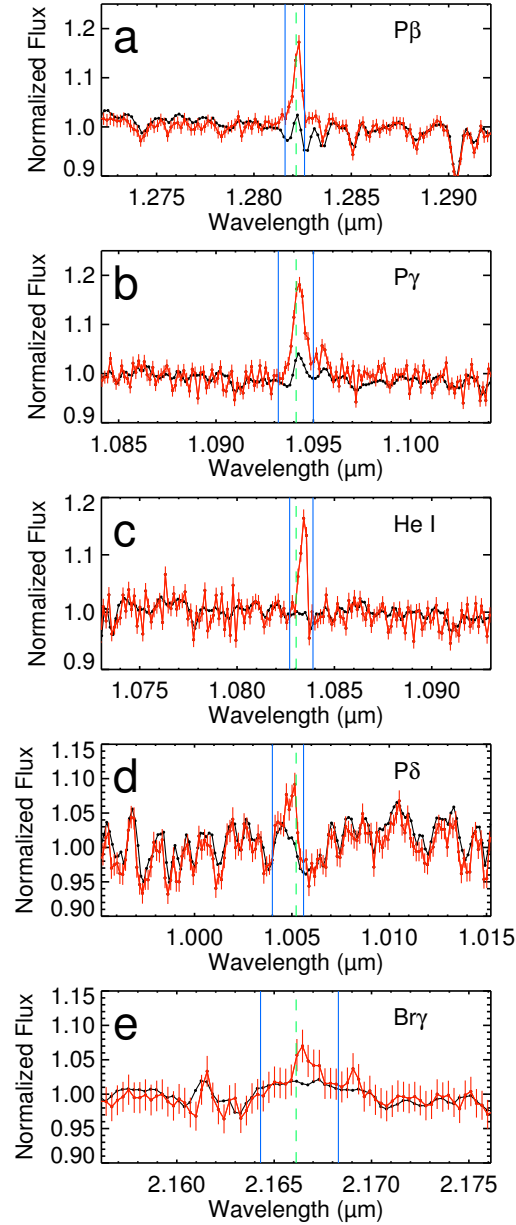 a
Pβ
Normalized Flux
1.2
1.1
1.0
0.9
1.275 1.280 1.285 1.290
Wavelength (μm)
b
Pγ
Normalized Flux
1.2
1.1
1.0
0.9
1.085 1.090 1.095 1.100
Wavelength (μm)
c
He I
Normalized Flux
1.2
1.1
1.0
0.9
1.075 1.080 1.085 1.090
Wavelength (μm)
d
Pδ
Normalized Flux
1.15
1.10
1.05
1.00
0.95
0.90
1.000 1.005 1.010 1.015
Wavelength (μm)
e
Brγ
Normalized Flux
1.15
1.10
1.05
1.00
0.95
0.90
2.160 2.165 2.170 2.175
Wavelength (μm)